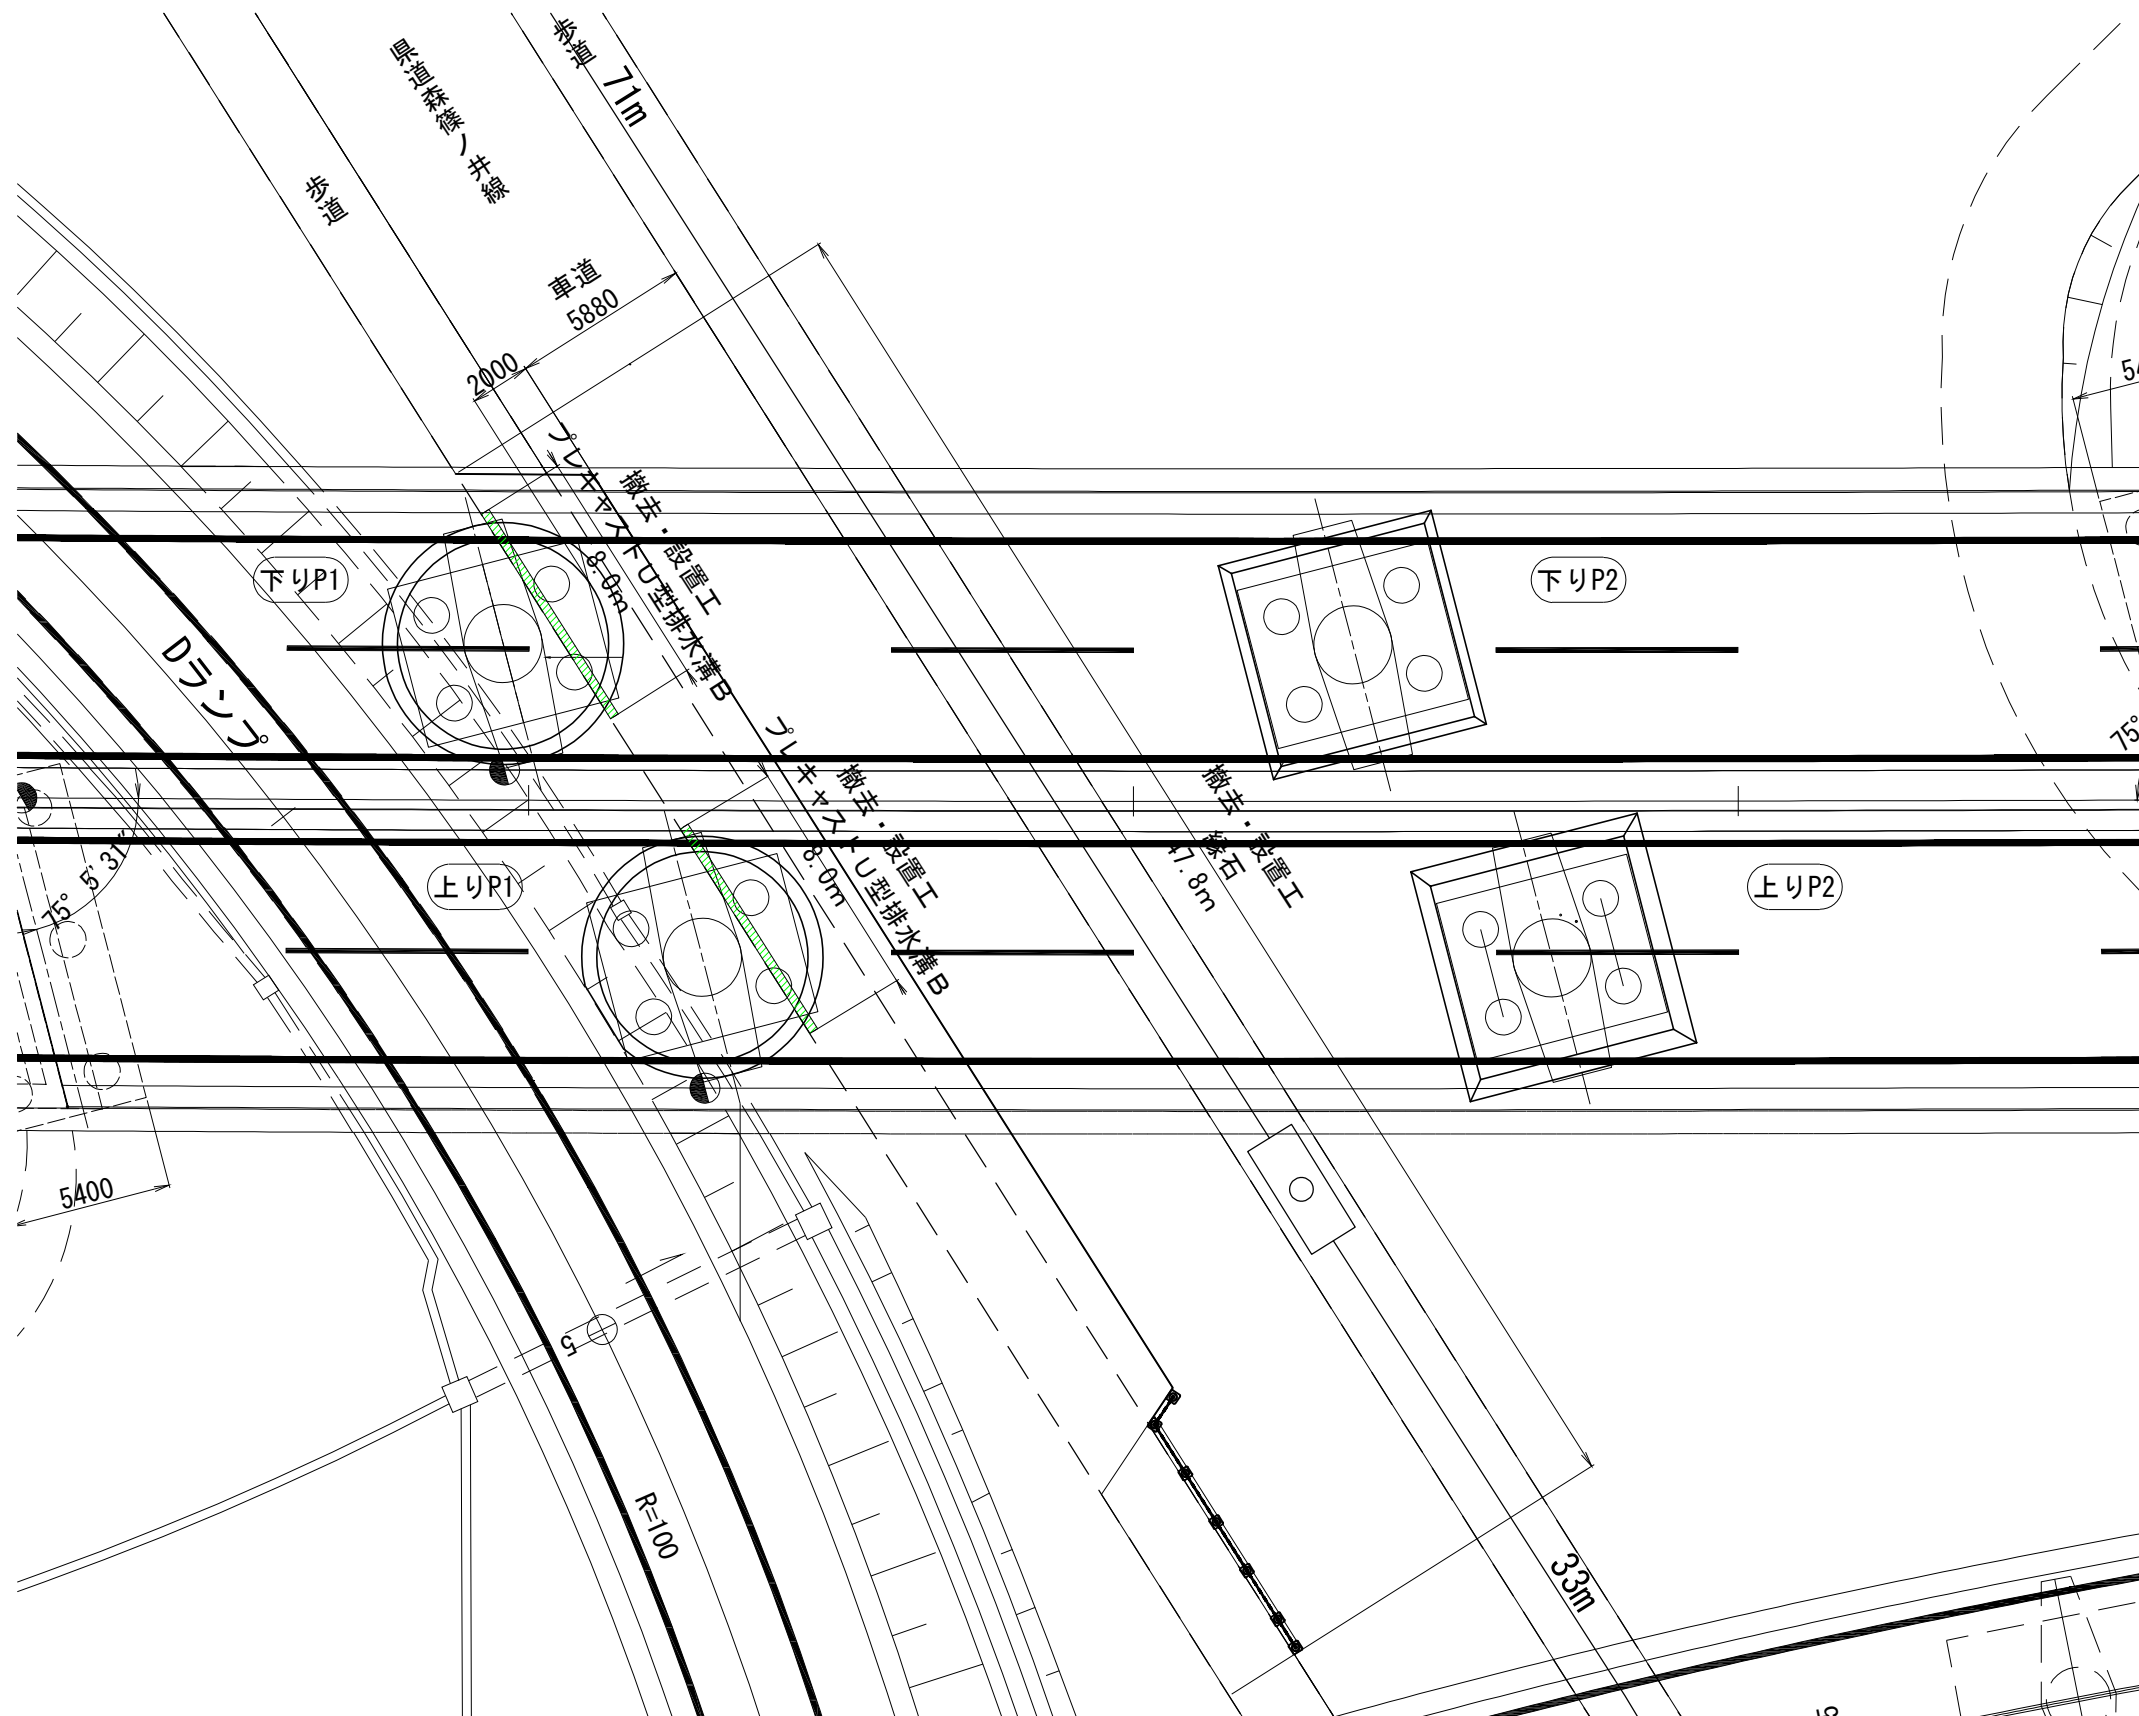 歩道
71m
県道森篠ノ井線
歩道
車道
5880
2000
撤去・設置工
プレキャストU型排水溝B
8.0m
下りP1
下りP2
Dランプ
撤去・設置工
プレキャストU型排水溝B
8.0m
撤去・設置工
縁石
47.8m
75° 5' 31"
上りP1
上りP2
5400
5
R=100
33m
75°